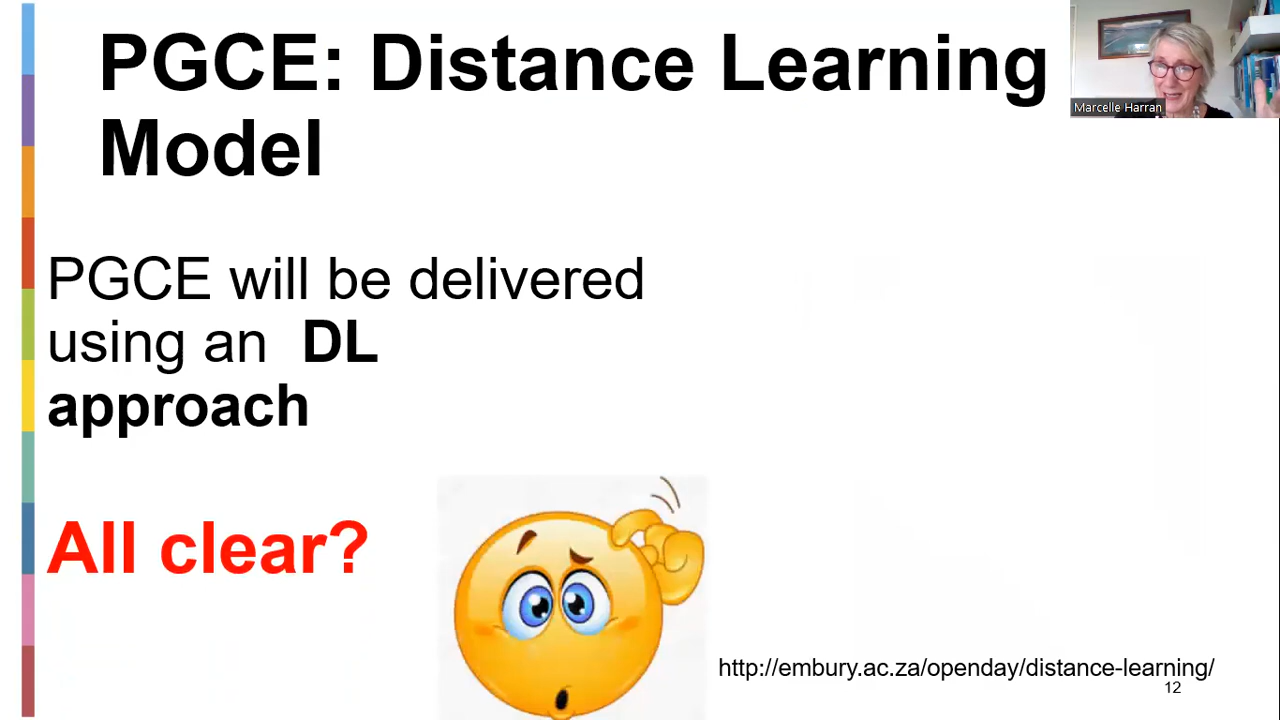 PGCE: Distance Learning
Model
Marcelle Harran
PGCE will be delivered
using an DL
approach
All clear?
http://embury.ac.za/openday/distance-learning/
12